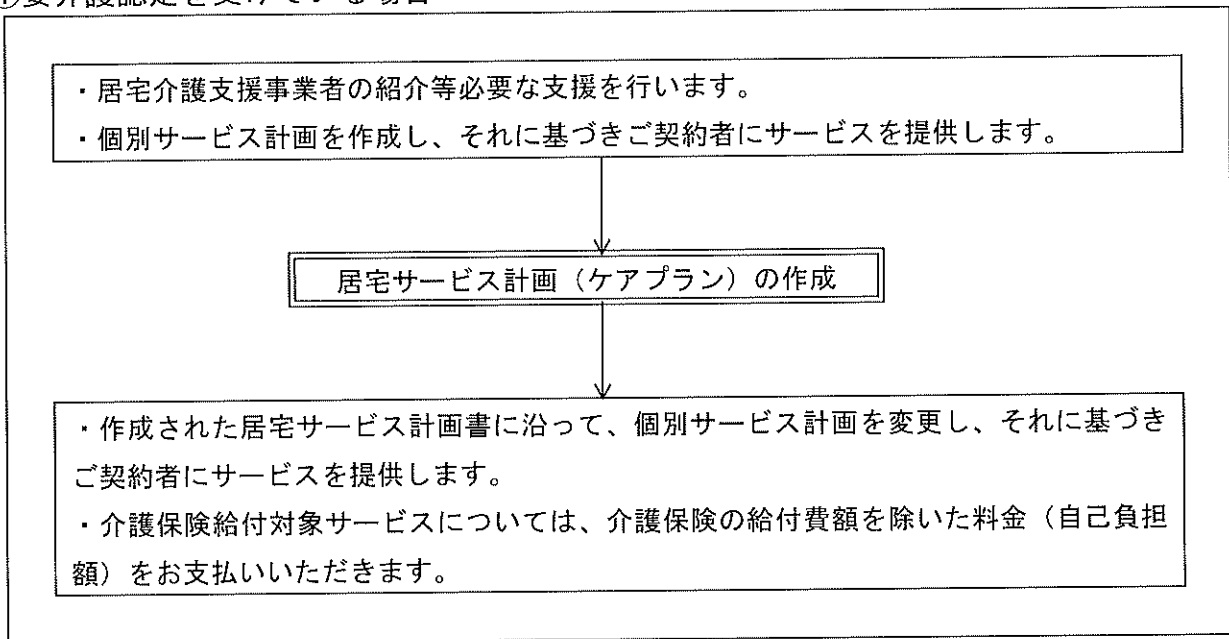 要介護認定を受けている場合
・居宅介護支援事業者の紹介等必要な支援を行います。
・個別サービス計画を作成し、それに基づきご契約者にサービスを提供します。
居宅サービス計画（ケアプラン）の作成
・作成された居宅サービス計画書に沿って、個別サービス計画を変更し、それに基づき
ご契約者にサービスを提供します。
・介護保険給付対象サービスについては、介護保険の給付費額を除いた料金（自己負担
額）をお支払いいただきます。